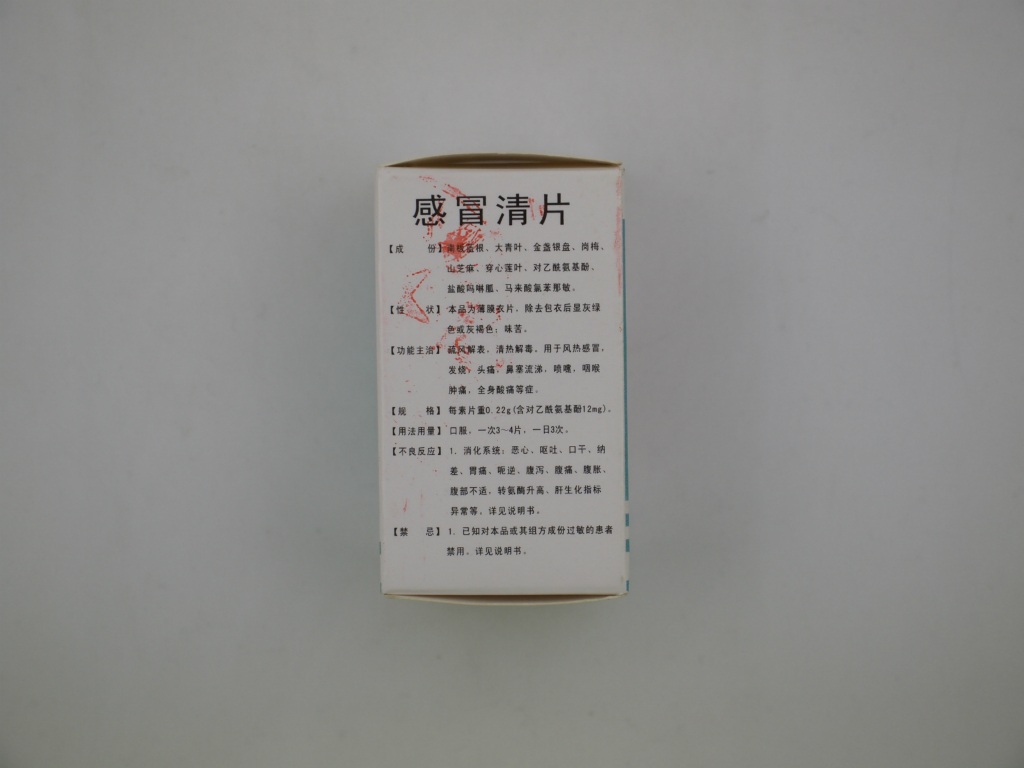 感冒清片
【成 份】南板蓝根、大青叶、金盏银盘、岗梅、
山芝麻、穿心莲叶、对乙酰氨基酚、
盐酸吗啉胍、马来酸氯苯那敏。
【性 状】本品为薄膜衣片，除去包衣后显灰绿
色或灰褐色；味苦。
【功能主治】疏风解表，清热解毒。用于风热感冒，
发烧，头痛，鼻塞流涕，喷嚏，咽喉
肿痛，全身酸痛等症。
【规 格】每素片重0.22g(含对乙酰氨基酚12mg)。
【用法用量】口服。一次3～4片，一日3次。
【不良反应】1. 消化系统：恶心、呕吐、口干、纳
差、胃痛、呃逆、腹泻、腹痛、腹胀、
腹部不适、转氨酶升高、肝生化指标
异常等。详见说明书。
【禁 忌】1. 已知对本品或其组方成份过敏的患者
禁用。详见说明书。